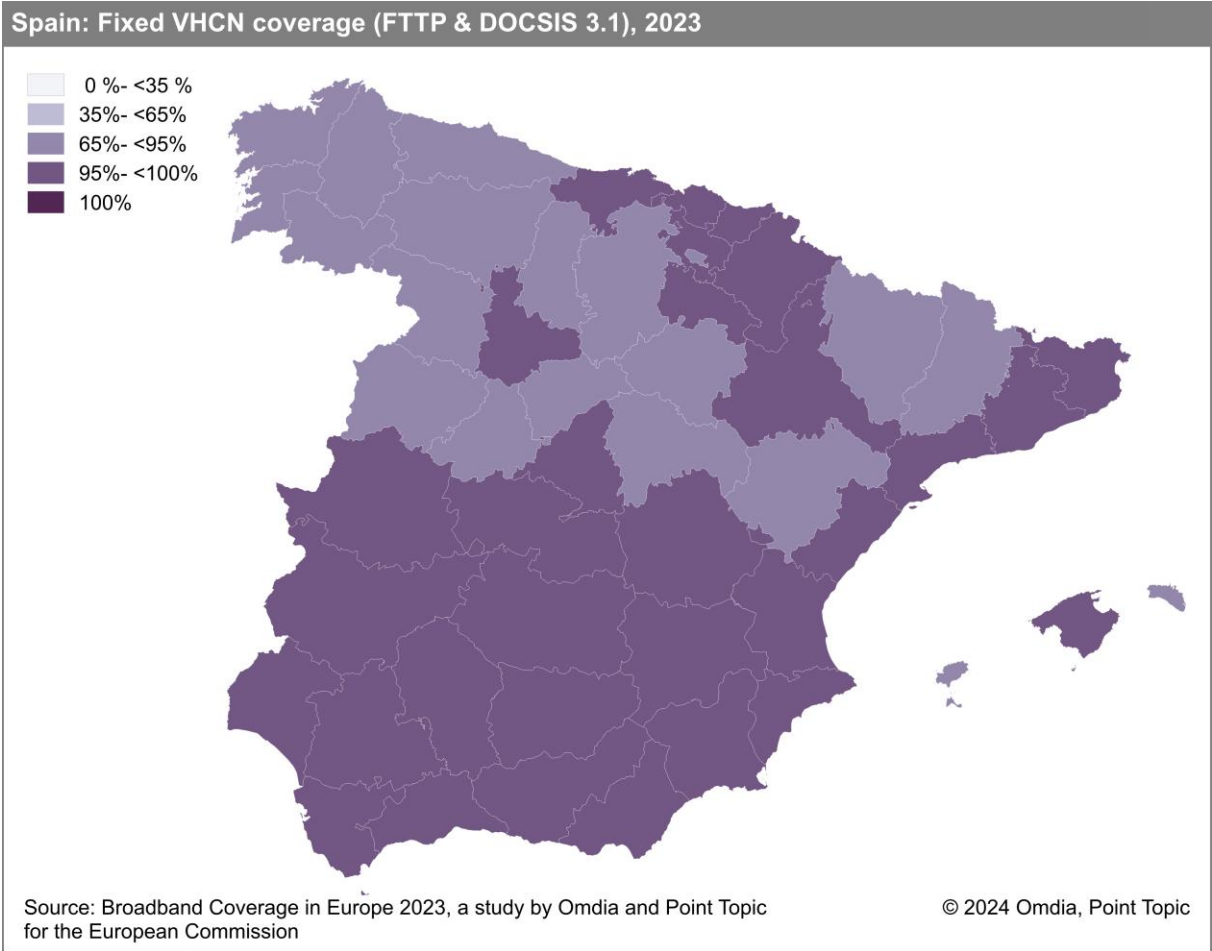 Spain: Fixed VHCN coverage (FTTP & DOCSIS 3.1), 2023
0 %- <35 %
35%- <65%
65%- <95%
95%- <100%
100%
Source: Broadband Coverage in Europe 2023, a study by Omdia and Point Topic
for the European Commission
© 2024 Omdia, Point Topic